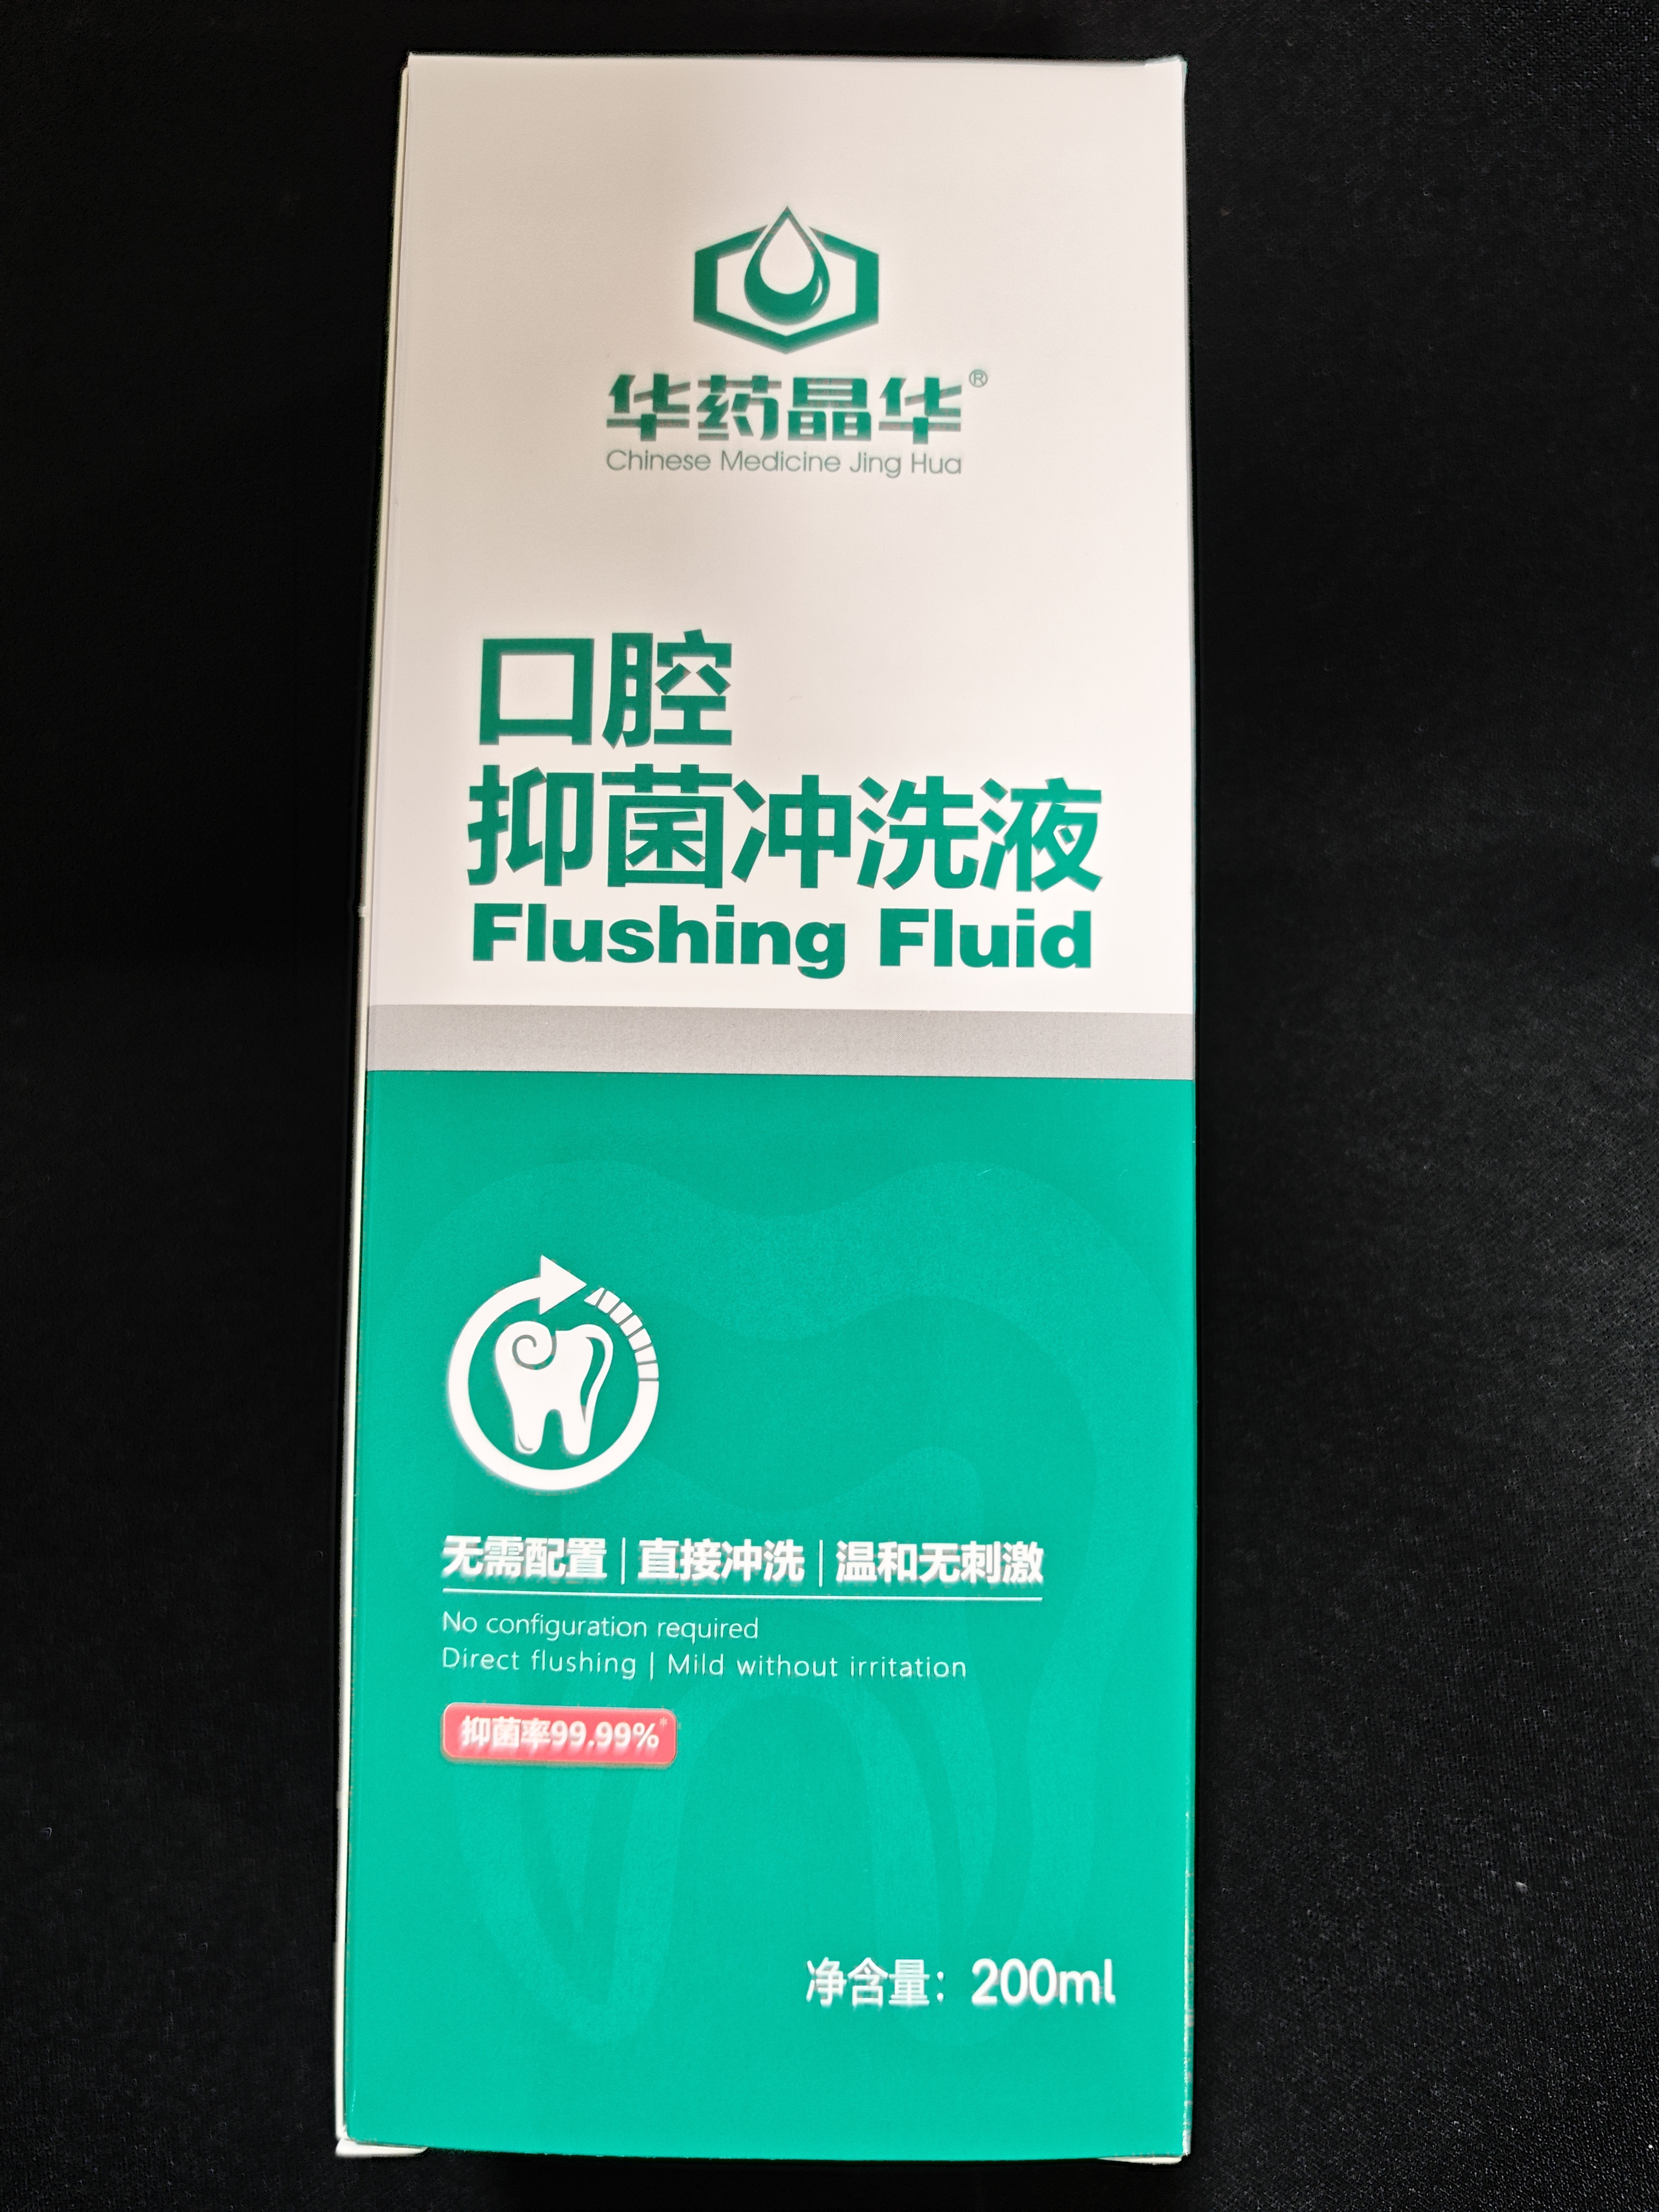 华药晶华®
Chinese Medicine Jing Hua
口腔
抑菌冲洗液
Flushing Fluid
无需配置|直接冲洗|温和无刺激
No configuration required
Direct flushing | Mild without irritation
抑菌率99.99%*
净含量：200ml